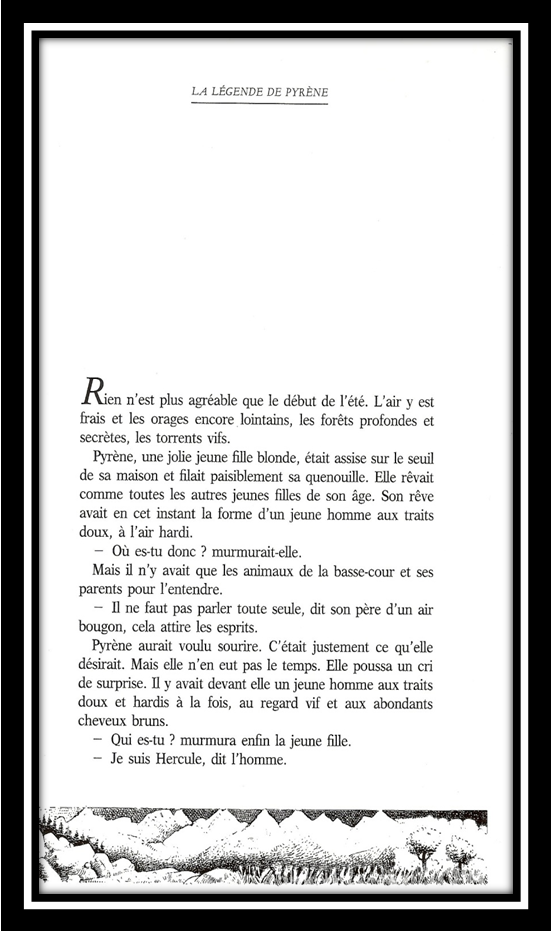 LA LÉGENDE DE PYRÈNE
Rien n'est plus agréable que le début de l'été. L'air y est
frais et les orages encore lointains, les forêts profondes et
secrètes, les torrents vifs.
Pyrène, une jolie jeune fille blonde, était assise sur le seuil
de sa maison et filait paisiblement sa quenouille. Elle rêvait
comme toutes les autres jeunes filles de son âge. Son rêve
avait en cet instant la forme d'un jeune homme aux traits
doux, à l'air hardi.
— Où es-tu donc ? murmurait-elle.
Mais il n'y avait que les animaux de la basse-cour et ses
parents pour l'entendre.
— Il ne faut pas parler toute seule, dit son père d'un air
bougon, cela attire les esprits.
Pyrène aurait voulu sourire. C'était justement ce qu'elle
désirait. Mais elle n'en eut pas le temps. Elle poussa un cri
de surprise. Il y avait devant elle un jeune homme aux traits
doux et hardis à la fois, au regard vif et aux abondants
cheveux bruns.
— Qui es-tu ? murmura enfin la jeune fille.
— Je suis Hercule, dit l'homme.